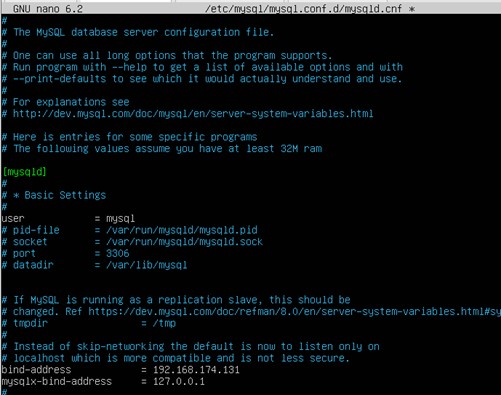 GNU nano 6.2 /etc/mysql/mysql.conf.d/mysqld.cnf *
#
# The MySQL database server configuration file.
#
# One can use all long options that the program supports.
# Run program with --help to get a list of available options and with
# --print-defaults to see which it would actually understand and use.
#
# For explanations see
# http://dev.mysql.com/doc/mysql/en/server-system-variables.html

# Here is entries for some specific programs
# The following values assume you have at least 32M ram

[mysqld]
#
# * Basic Settings
#
user = mysql
# pid-file = /var/run/mysqld/mysqld.pid
# socket = /var/run/mysqld/mysqld.sock
# port = 3306
# datadir = /var/lib/mysql

# If MySQL is running as a replication slave, this should be
# changed. Ref https://dev.mysql.com/doc/refman/8.0/en/server-system-variables.html#sy
# tmpdir = /tmp
#
# Instead of skip-networking the default is now to listen only on
# localhost which is more compatible and is not less secure.
bind-address = 192.168.174.131
mysqlx-bind-address = 127.0.0.1
#